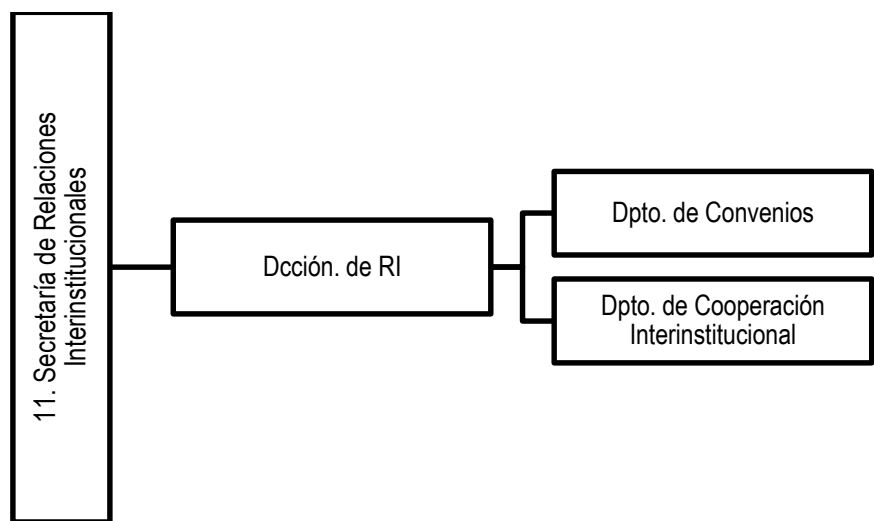 11. Secretaría de Relaciones
Interinstitucionales
Dcción. de RI
Dpto. de Convenios
Dpto. de Cooperación
Interinstitucional